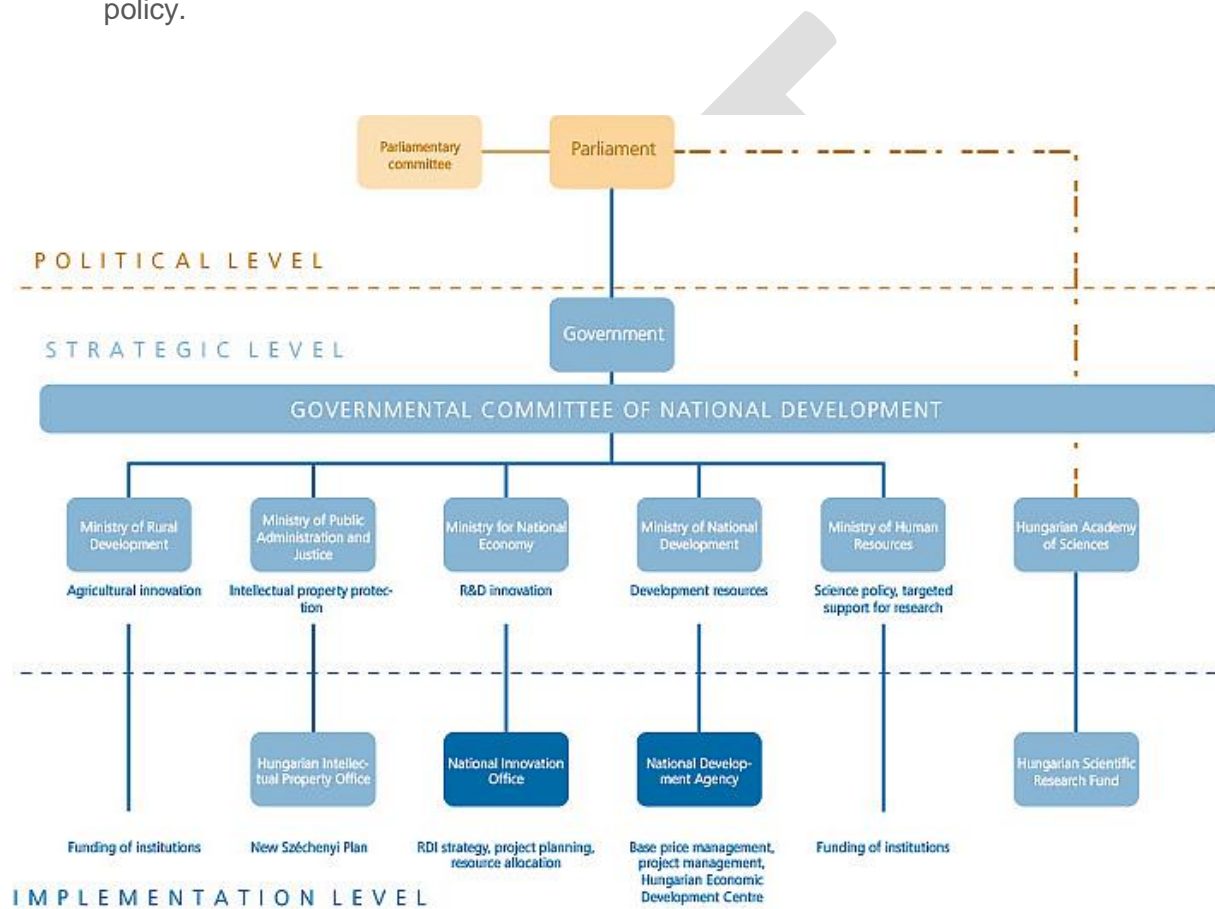 policy.
Parliamentary
committee
Parliament
POLITICAL LEVEL
Government
STRATEGIC LEVEL
GOVERNMENTAL COMMITTEE OF NATIONAL DEVELOPMENT
Ministry of Rural
Development
Ministry of Public
Administration and
Justice
Ministry for National
Economy
Ministry of National
Development
Ministry of Human
Resources
Hungarian Academy
of Sciences
Agricultural innovation
Intellectual property protec-
tion
R&D innovation
Development resources
Science policy, targeted
support for research
Hungarian Intellec-
tual Property Office
National Innovation
Office
National Develop-
ment Agency
Hungarian Scientific
Research Fund
Funding of institutions
New Széchenyi Plan
RDI strategy, project planning,
resource allocation
Base price management,
project management,
Hungarian Economic
Development Centre
Funding of institutions
IMPLEMENTATION LEVEL